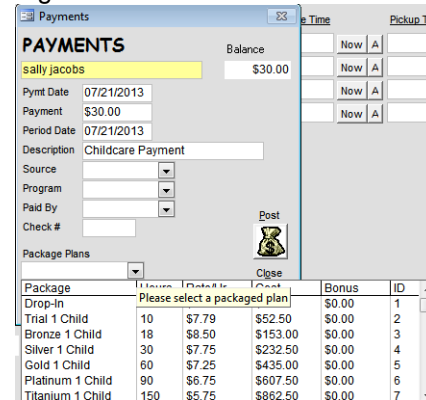 Payments
e Time Pickup T
PAYMENTS Balance
sally jacobs $30.00
Now A
Now A
Now A
Now A
Pymt Date 07/21/2013
Payment $30.00
Period Date 07/21/2013
Description Childcare Payment
Source
Program
Paid By
Check #
Post
Package Plans
Close
Package Hours Rate/Hr Cost Bonus ID
Please select a packaged plan
Drop-In $0.00 1
Trial 1 Child 10 $7.79 $52.50 $0.00 2
Bronze 1 Child 18 $8.50 $153.00 $0.00 3
Silver 1 Child 30 $7.75 $232.50 $0.00 4
Gold 1 Child 60 $7.25 $435.00 $0.00 5
Platinum 1 Child 90 $6.75 $607.50 $0.00 6
Titanium 1 Child 150 $5.75 $862.50 $0.00 7